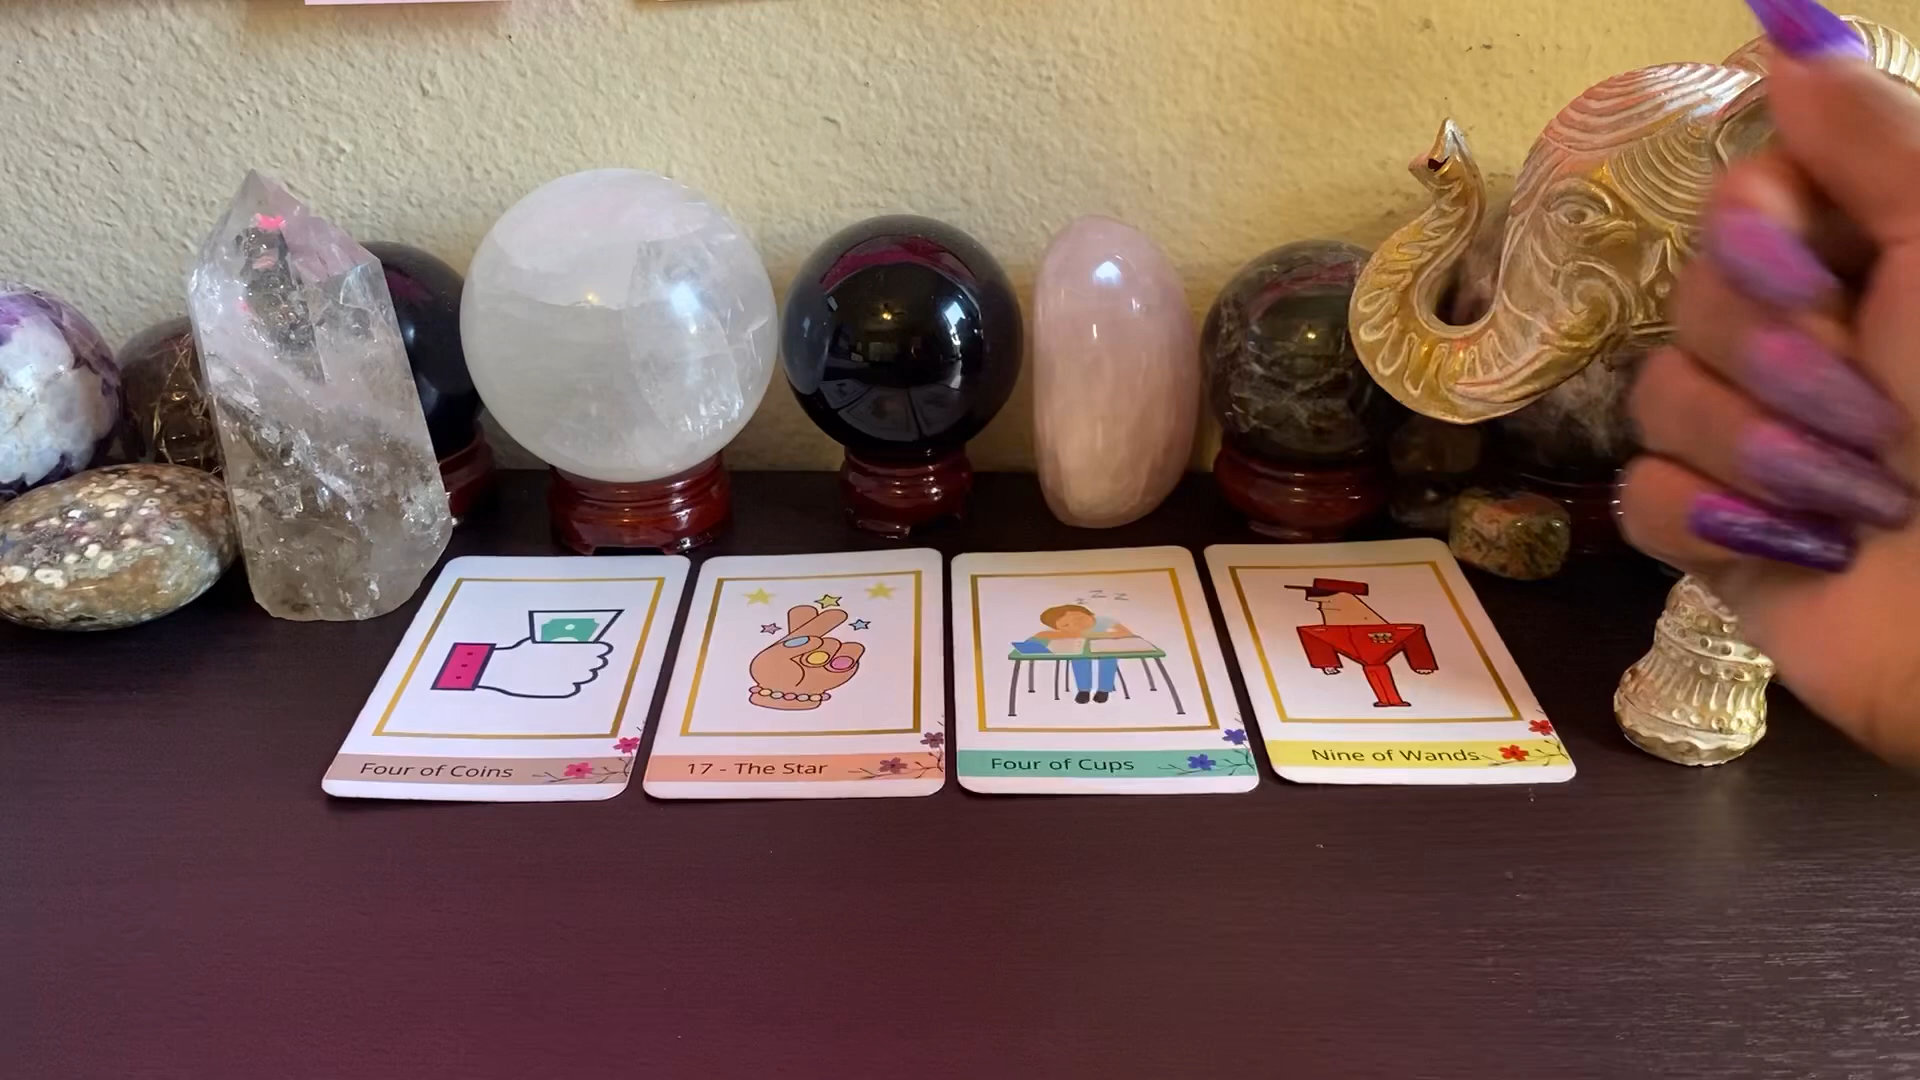 Four of Coins
17 - The Star
Four of Cups
Nine of Wands
z z z z